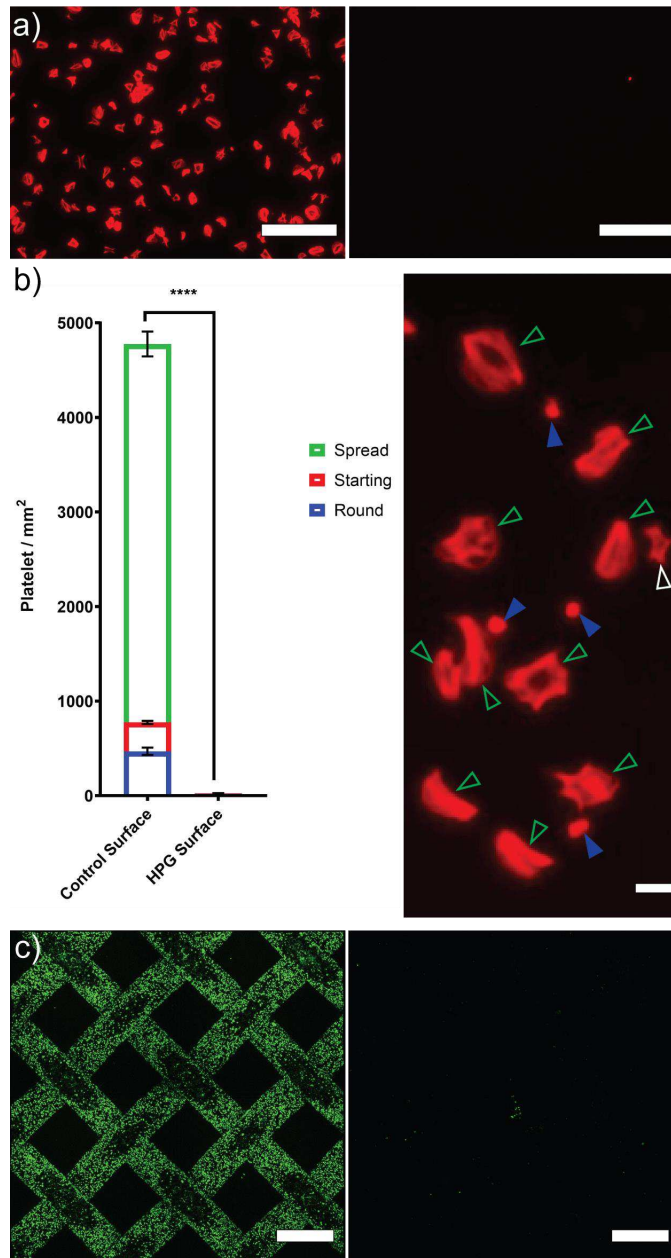 a)
b)
****
5000
4000
3000
2000
1000
0
Platelet / mm²
Control Surface
HPG Surface
Spread
Starting
Round
c)